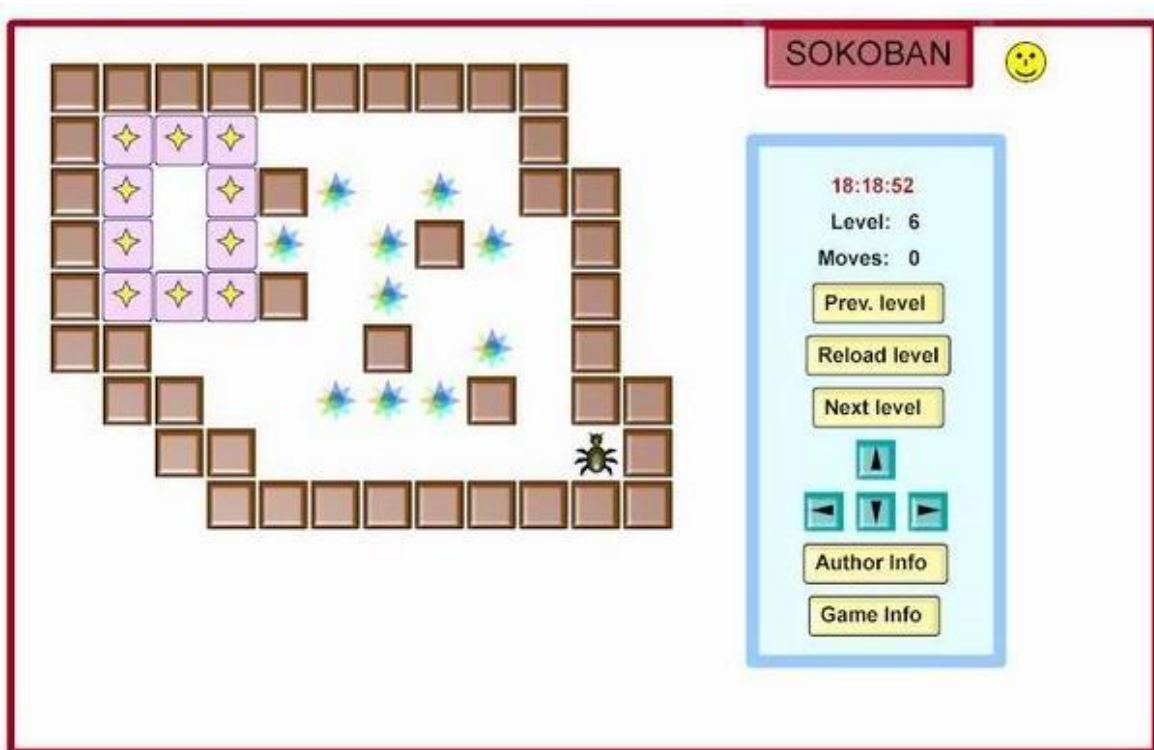 SOKOBAN
18:18:52
Level: 6
Moves: 0
Prev. level
Reload level
Next level
Author Info
Game Info